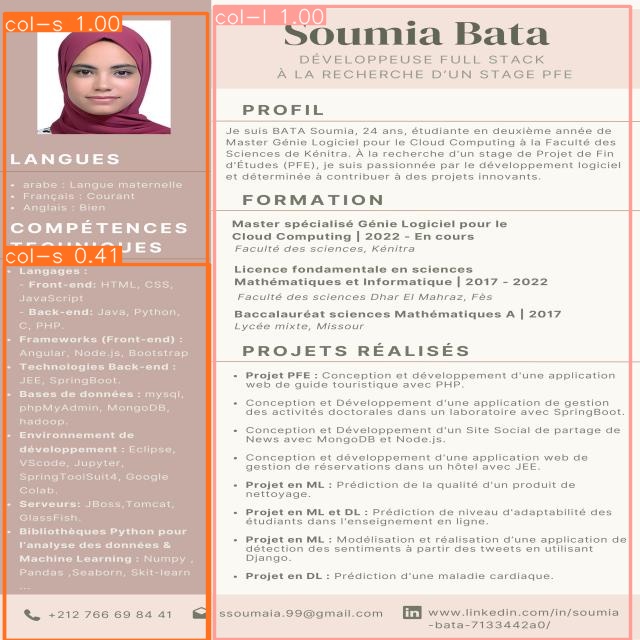 col-s 1.00
LANGUES
• arabe : Langue maternelle
• Français : Courant
• Anglais : Bien
COMPÉTENCES
TECHNIQUES
col-s 0.41
• Langages :
- Front-end: HTML, CSS,
JavaScript
- Back-end: Java, Python,
C, PHP.
• Frameworks (Front-end) :
Angular, Node.js, Bootstrap
• Technologies Back-end :
JEE, SpringBoot.
• Bases de données : mysql,
phpMyAdmin, MongoDB,
hadoop.
• Environnement de
développement : Eclipse,
VScode, Jupyter,
SpringToolSuit4, Google
Colab.
• Serveurs: JBoss,Tomcat,
GlassFish.
• Bibliothèques Python pour
l'analyse des données &
Machine Learning : Numpy ,
Pandas ,Seaborn, Skit-learn
...
col-l 1.00
Soumia Bata
DÉVELOPPEUSE FULL STACK
À LA RECHERCHE D'UN STAGE PFE
PROFIL
Je suis BATA Soumia, 24 ans, étudiante en deuxième année de
Master Génie Logiciel pour le Cloud Computing à la Faculté des
Sciences de Kénitra. À la recherche d'un stage de Projet de Fin
d'Études (PFE), je suis passionnée par le développement logiciel
et déterminée à contribuer à des projets innovants.
FORMATION
Master spécialisé Génie Logiciel pour le
Cloud Computing | 2022 - En cours
Faculté des sciences, Kénitra
Licence fondamentale en sciences
Mathématiques et Informatique | 2017 - 2022
Faculté des sciences Dhar El Mahraz, Fès
Baccalauréat sciences Mathématiques A | 2017
Lycée mixte, Missour
PROJETS RÉALISÉS
• Projet PFE : Conception et développement d'une application
web de guide touristique avec PHP.
• Conception et Développement d'une application de gestion
des activités doctorales dans un laboratoire avec SpringBoot.
• Conception et Développement d'un Site Social de partage de
News avec MongoDB et Node.js.
• Conception et développement d'une application web de
gestion de réservations dans un hôtel avec JEE.
• Projet en ML : Prédiction de la qualité d'un produit de
nettoyage.
• Projet en ML et DL : Prédiction de niveau d'adaptabilité des
étudiants dans l'enseignement en ligne.
• Projet en ML : Modélisation et réalisation d'une application de
détection des sentiments à partir des tweets en utilisant
Django.
• Projet en DL : Prédiction d'une maladie cardiaque.
+212 766 69 84 41
ssoumaia.99@gmail.com
in www.linkedin.com/in/soumia
-bata-7133442a0/